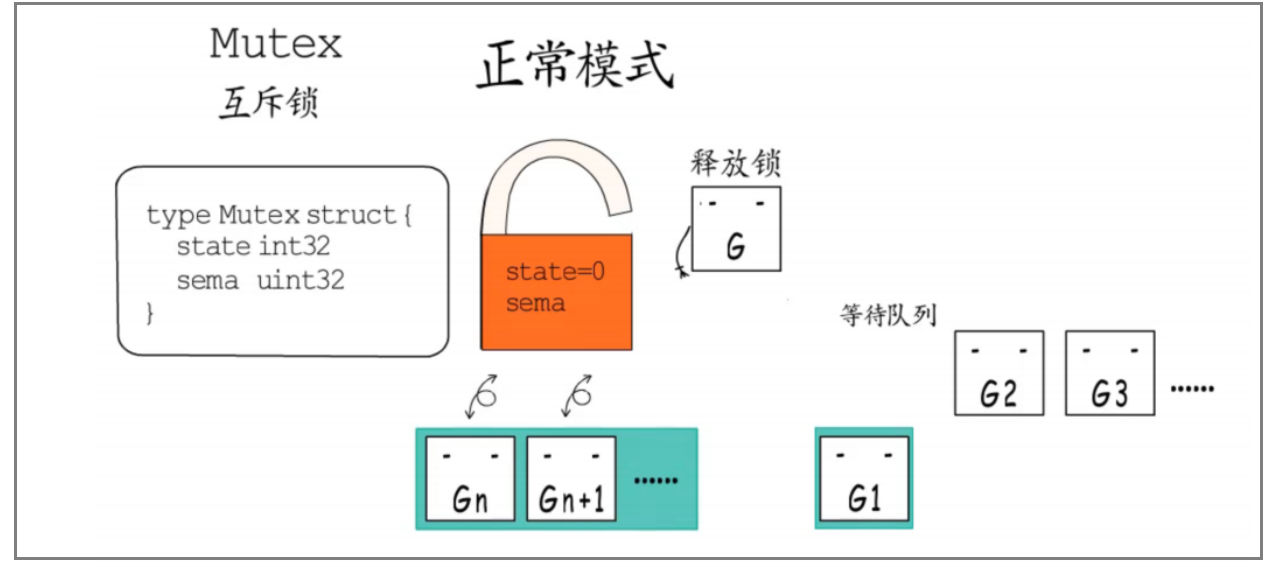 Mutex
互斥锁
正常模式
type Mutex struct{
state int32
sema uint32
}
state=0
sema
释放锁
G
等待队列
G2
G3
......
Gn
Gn+1
......
G1